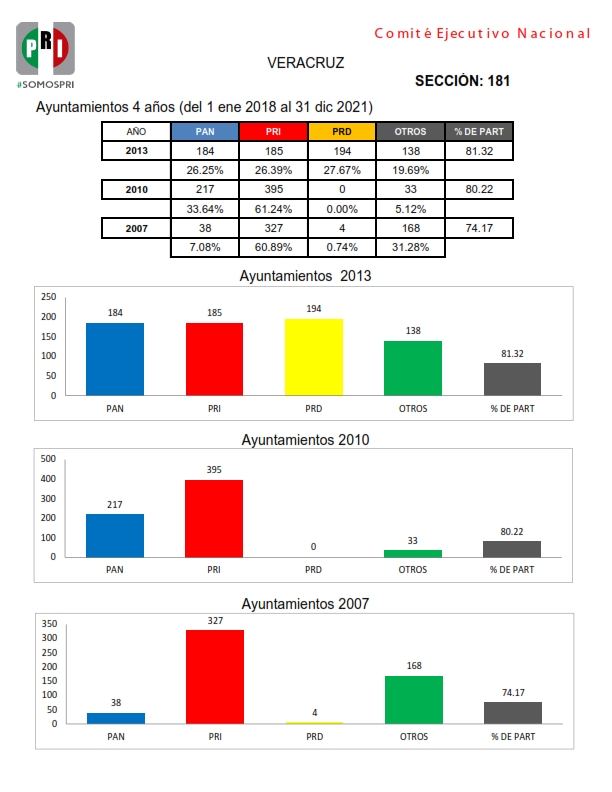 Comité Ejecutivo Nacional
PRI
#SOMOSPRI
VERACRUZ
SECCIÓN: 181
Ayuntamientos 4 años (del 1 ene 2018 al 31 dic 2021)
AÑO PAN PRI PRD OTROS % DE PART
2013 184 185 194 138 81.32
26.25% 26.39% 27.67% 19.69%
2010 217 395 0 33 80.22
33.64% 61.24% 0.00% 5.12%
2007 38 327 4 168 74.17
7.08% 60.89% 0.74% 31.28%
Ayuntamientos 2013
250
200
150
100
50
0
184 185 194 138 81.32
PAN PRI PRD OTROS % DE PART
Ayuntamientos 2010
500
400
300
200
100
0
217 395 0 33 80.22
PAN PRI PRD OTROS % DE PART
Ayuntamientos 2007
350
300
250
200
150
100
50
0
38 327 4 168 74.17
PAN PRI PRD OTROS % DE PART